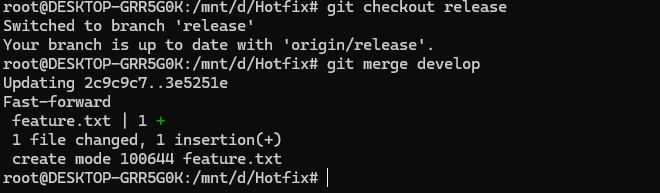 root@DESKTOP-GRR5G0K:/mnt/d/Hotfix# git checkout release
Switched to branch 'release'
Your branch is up to date with 'origin/release'.
root@DESKTOP-GRR5G0K:/mnt/d/Hotfix# git merge develop
Updating 2c9c9c7..3e5251e
Fast-forward
 feature.txt | 1 +
 1 file changed, 1 insertion(+)
 create mode 100644 feature.txt
root@DESKTOP-GRR5G0K:/mnt/d/Hotfix#